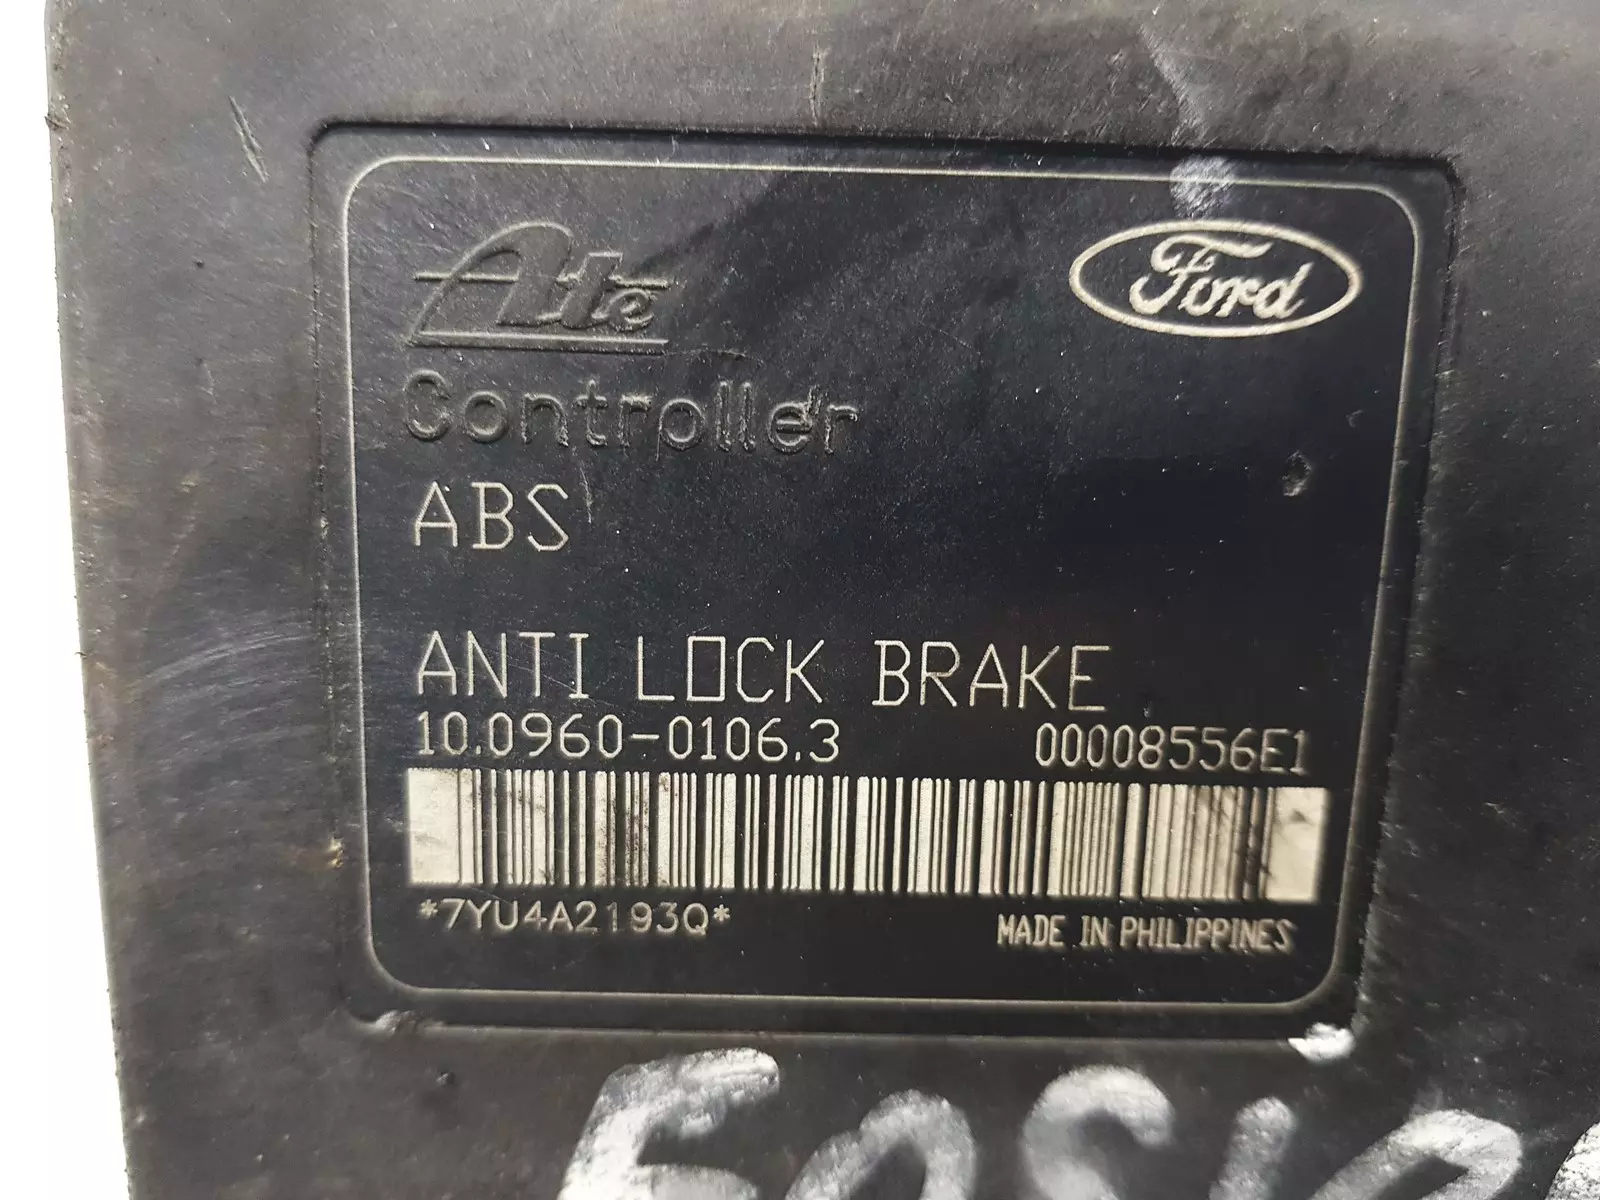 Ate
Ford
Controller
ABS
ANTI LOCK BRAKE
10.0960-0106.3 00008556E1
*7YU4A2193Q*
MADE IN PHILIPPINES